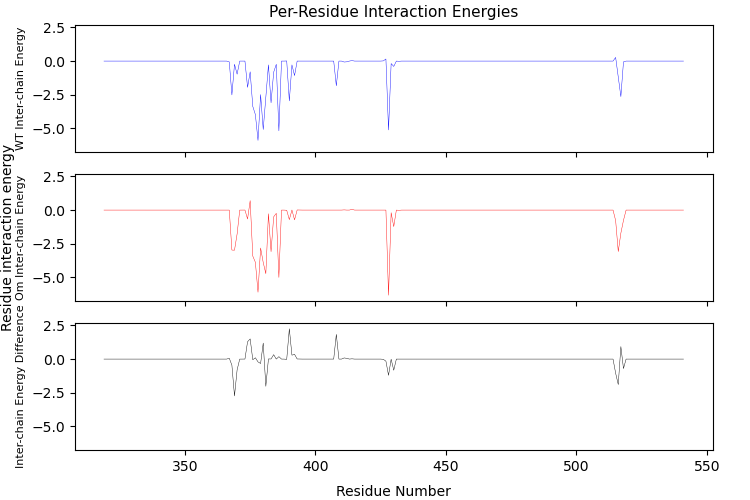 Per-Residue Interaction Energies
Residue interaction energy
WT Inter-chain Energy
2.5
0.0
−2.5
−5.0
Om Inter-chain Energy
2.5
0.0
−2.5
−5.0
Inter-chain Energy Difference
2.5
0.0
−2.5
−5.0
350 400 450 500 550
Residue Number